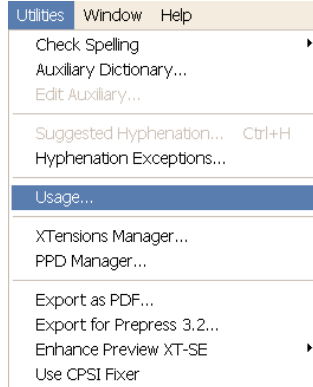 Utilities Window Help
Check Spelling
Auxiliary Dictionary...
Edit Auxiliary...
Suggested Hyphenation... Ctrl+H
Hyphenation Exceptions...
Usage...
XTensions Manager...
PPD Manager...
Export as PDF...
Export for Prepress 3.2...
Enhance Preview XT-SE
Use CPSI Fixer